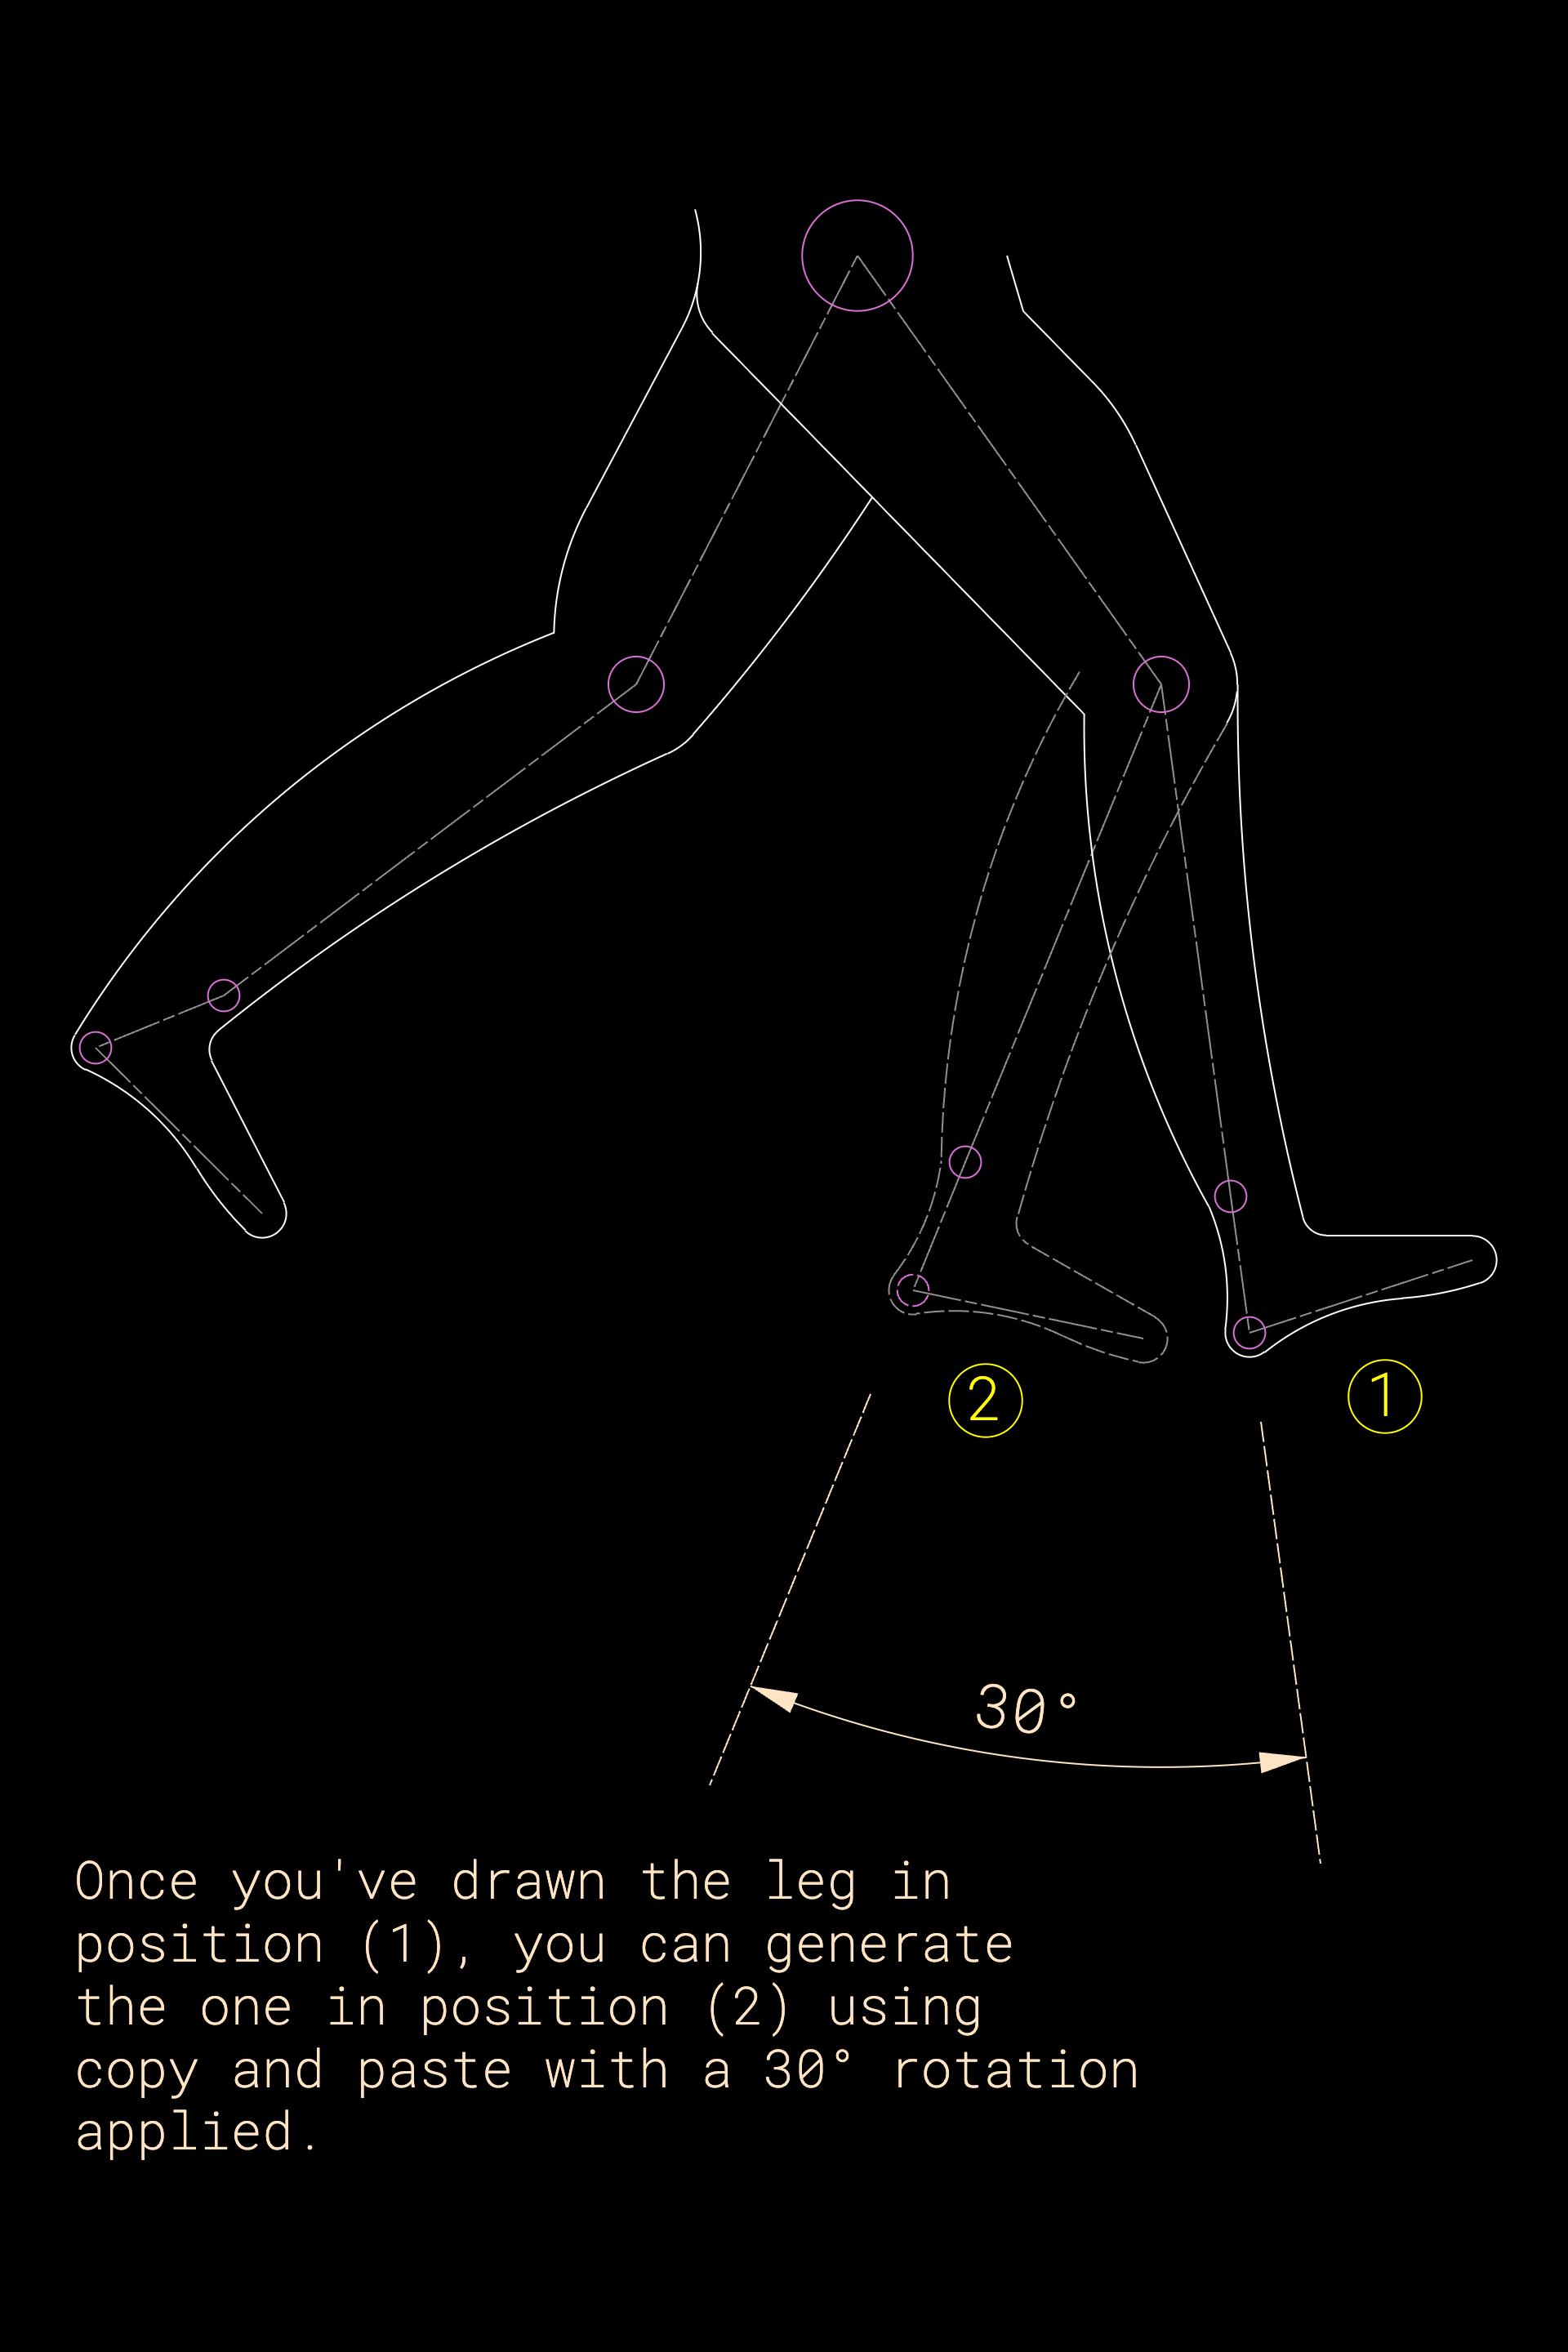 2
1
30°
Once you've drawn the leg in
position (1), you can generate
the one in position (2) using
copy and paste with a 30° rotation
applied.